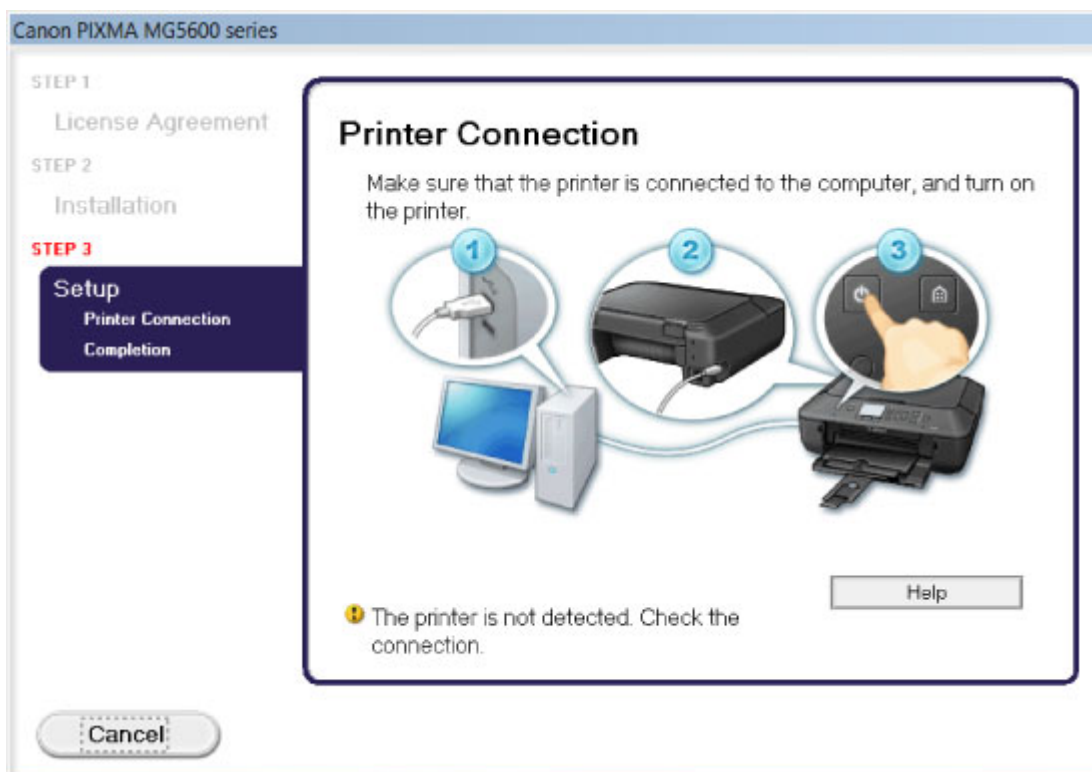 Canon PIXMA MG5600 series
STEP 1
License Agreement
STEP 2
Installation
STEP 3
Setup
Printer Connection
Completion
Printer Connection
Make sure that the printer is connected to the computer, and turn on
the printer.
1
2
3
Help
The printer is not detected. Check the
connection.
Cancel